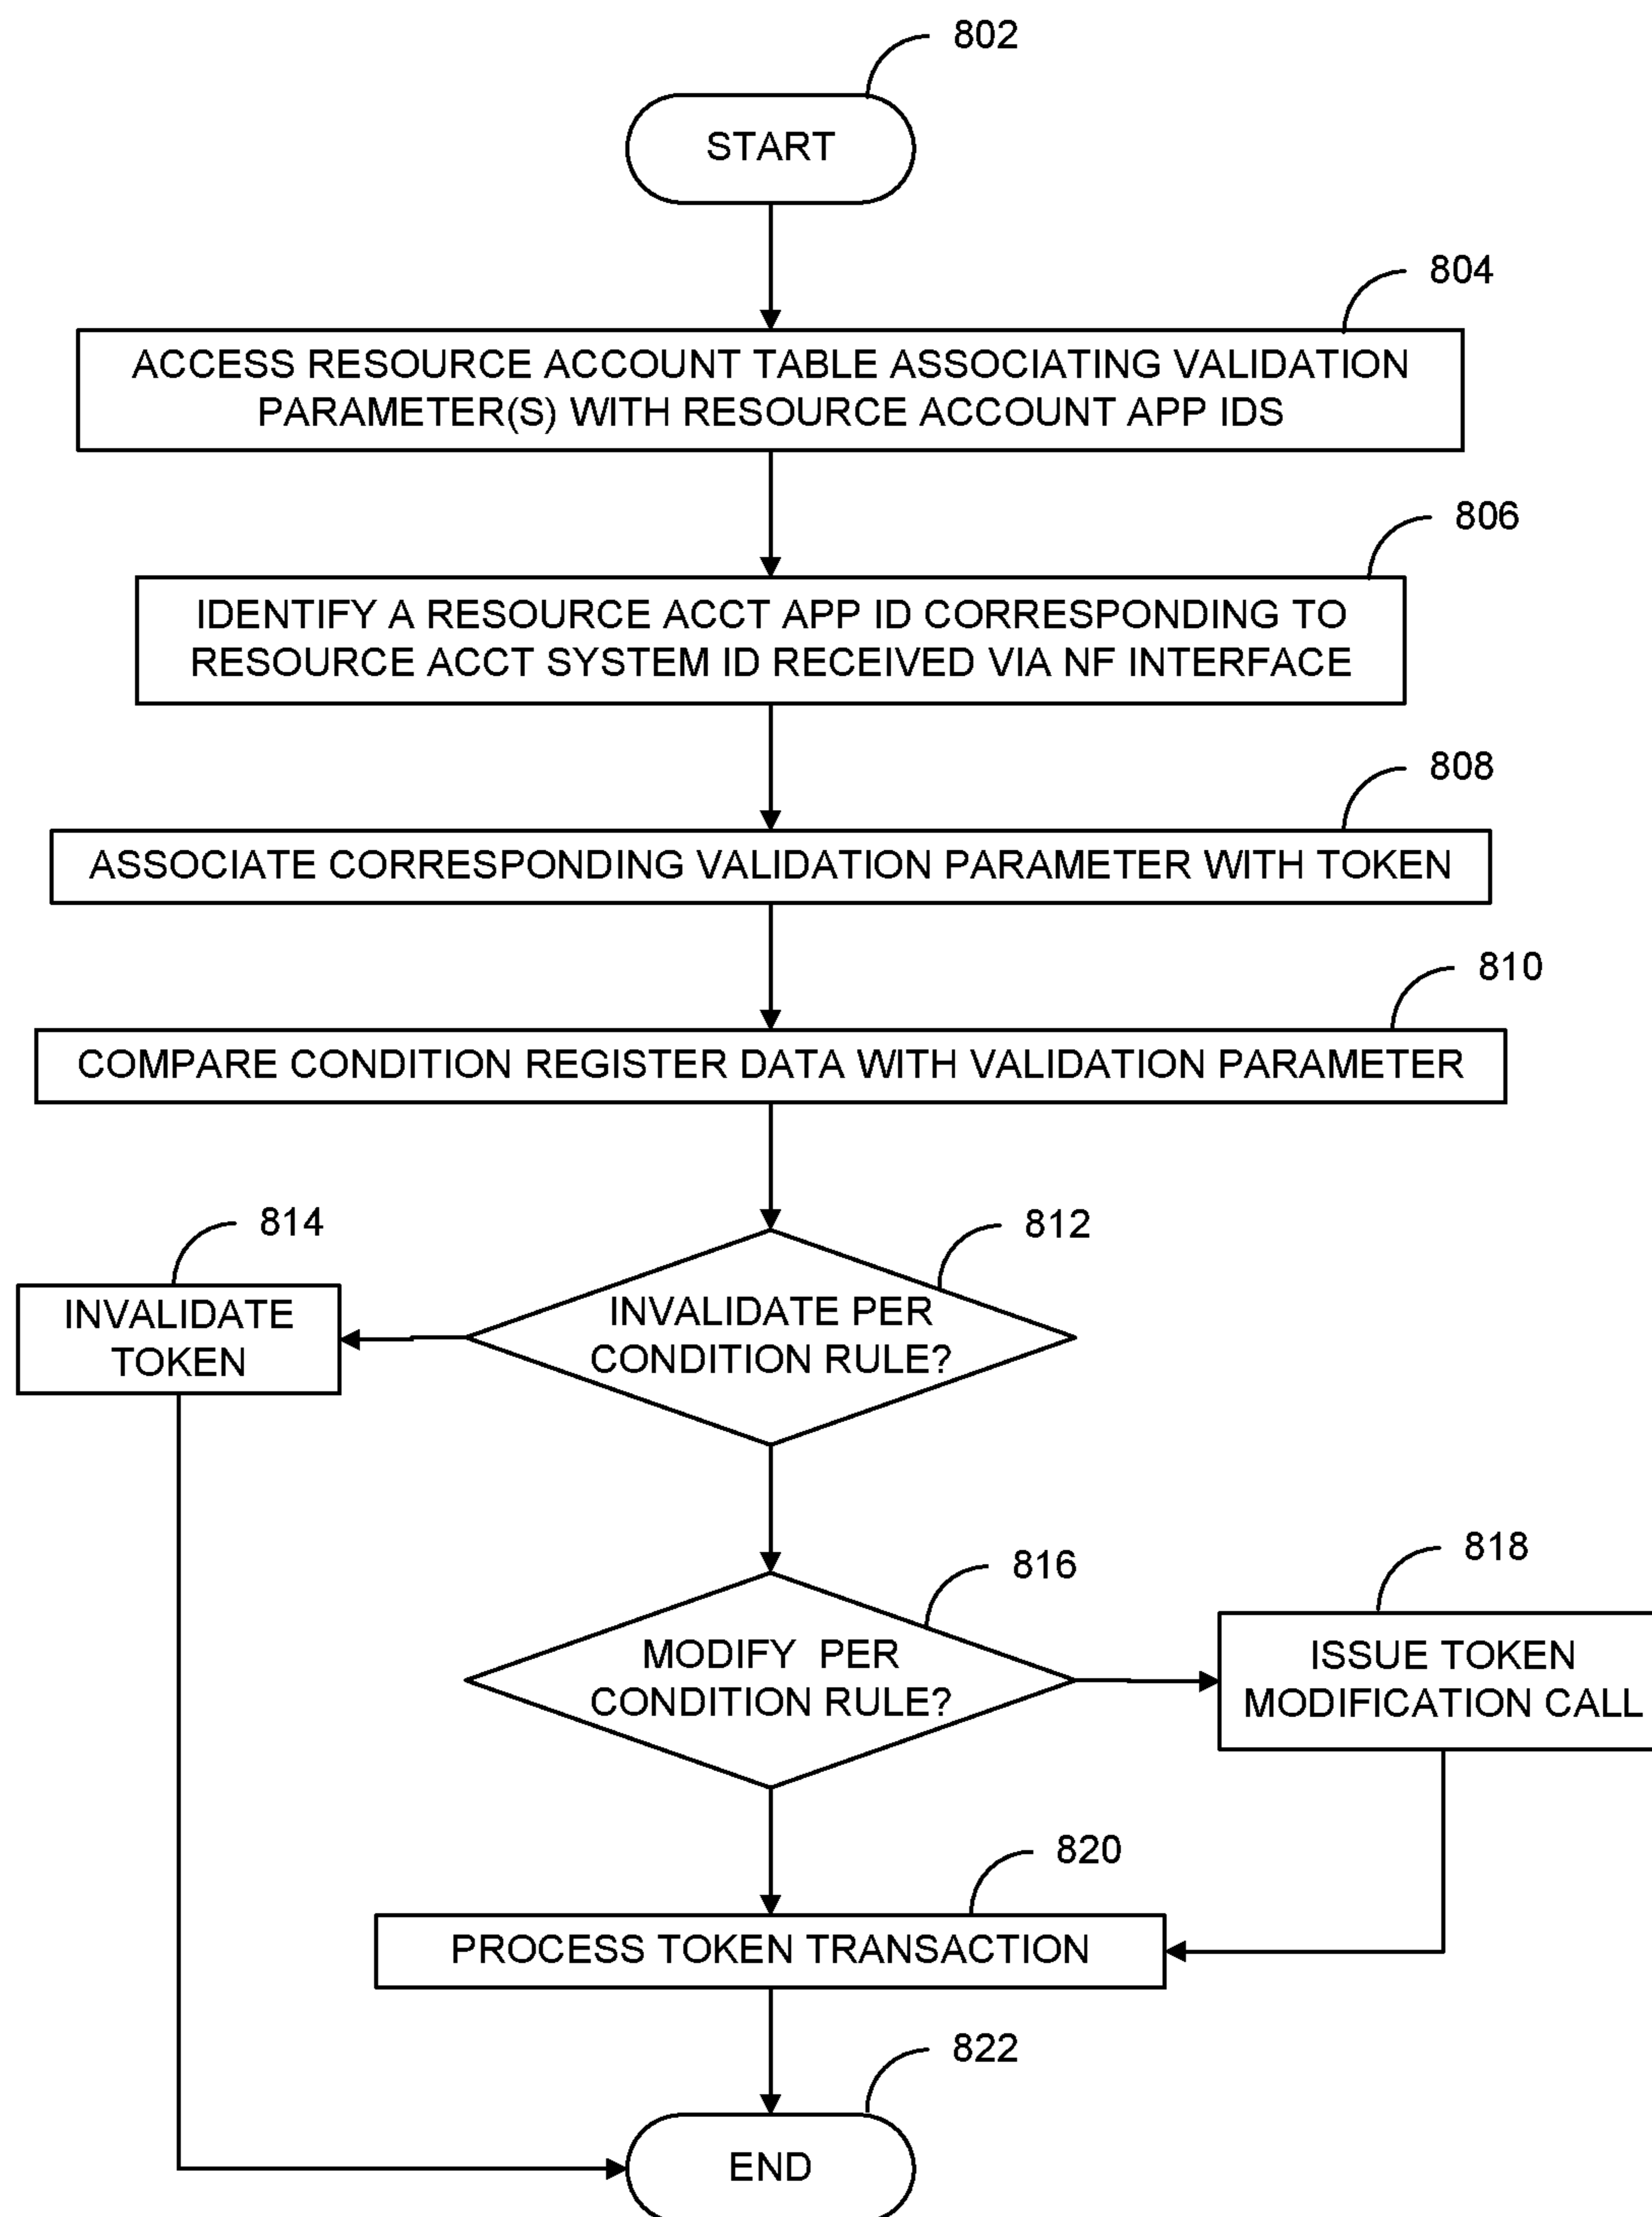 802
START
804
ACCESS RESOURCE ACCOUNT TABLE ASSOCIATING VALIDATION
PARAMETER(S) WITH RESOURCE ACCOUNT APP IDS
806
IDENTIFY A RESOURCE ACCT APP ID CORRESPONDING TO
RESOURCE ACCT SYSTEM ID RECEIVED VIA NF INTERFACE
808
ASSOCIATE CORRESPONDING VALIDATION PARAMETER WITH TOKEN
810
COMPARE CONDITION REGISTER DATA WITH VALIDATION PARAMETER
812
INVALIDATE PER
CONDITION RULE?
814
INVALIDATE
TOKEN
816
MODIFY PER
CONDITION RULE?
818
ISSUE TOKEN
MODIFICATION CALL
820
PROCESS TOKEN TRANSACTION
822
END